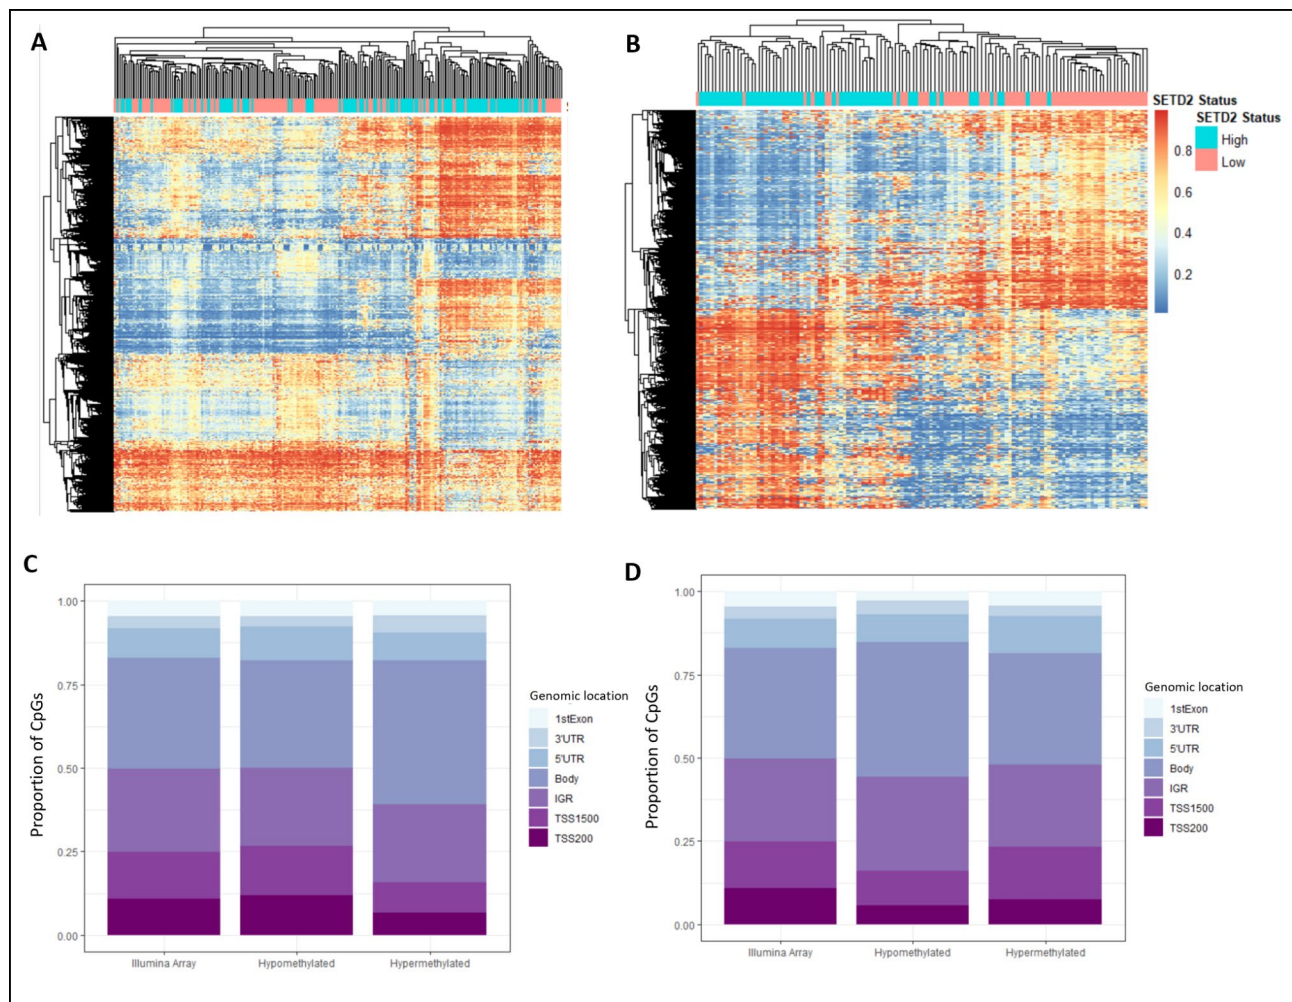 A
B
SETD2 Status
SETD2 Status
High
Low
0.8
0.6
0.4
0.2
C
D
1.00
0.75
0.50
0.25
0.00
Proportion of CpGs
Illumina Array
Hypomethylated
Hypermethylated
Genomic location
1stExon
3'UTR
5'UTR
Body
IGR
TSS1500
TSS200
1.00
0.75
0.50
0.25
0.00
Proportion of CpGs
Illumina Array
Hypomethylated
Hypermethylated
Genomic location
1stExon
3'UTR
5'UTR
Body
IGR
TSS1500
TSS200